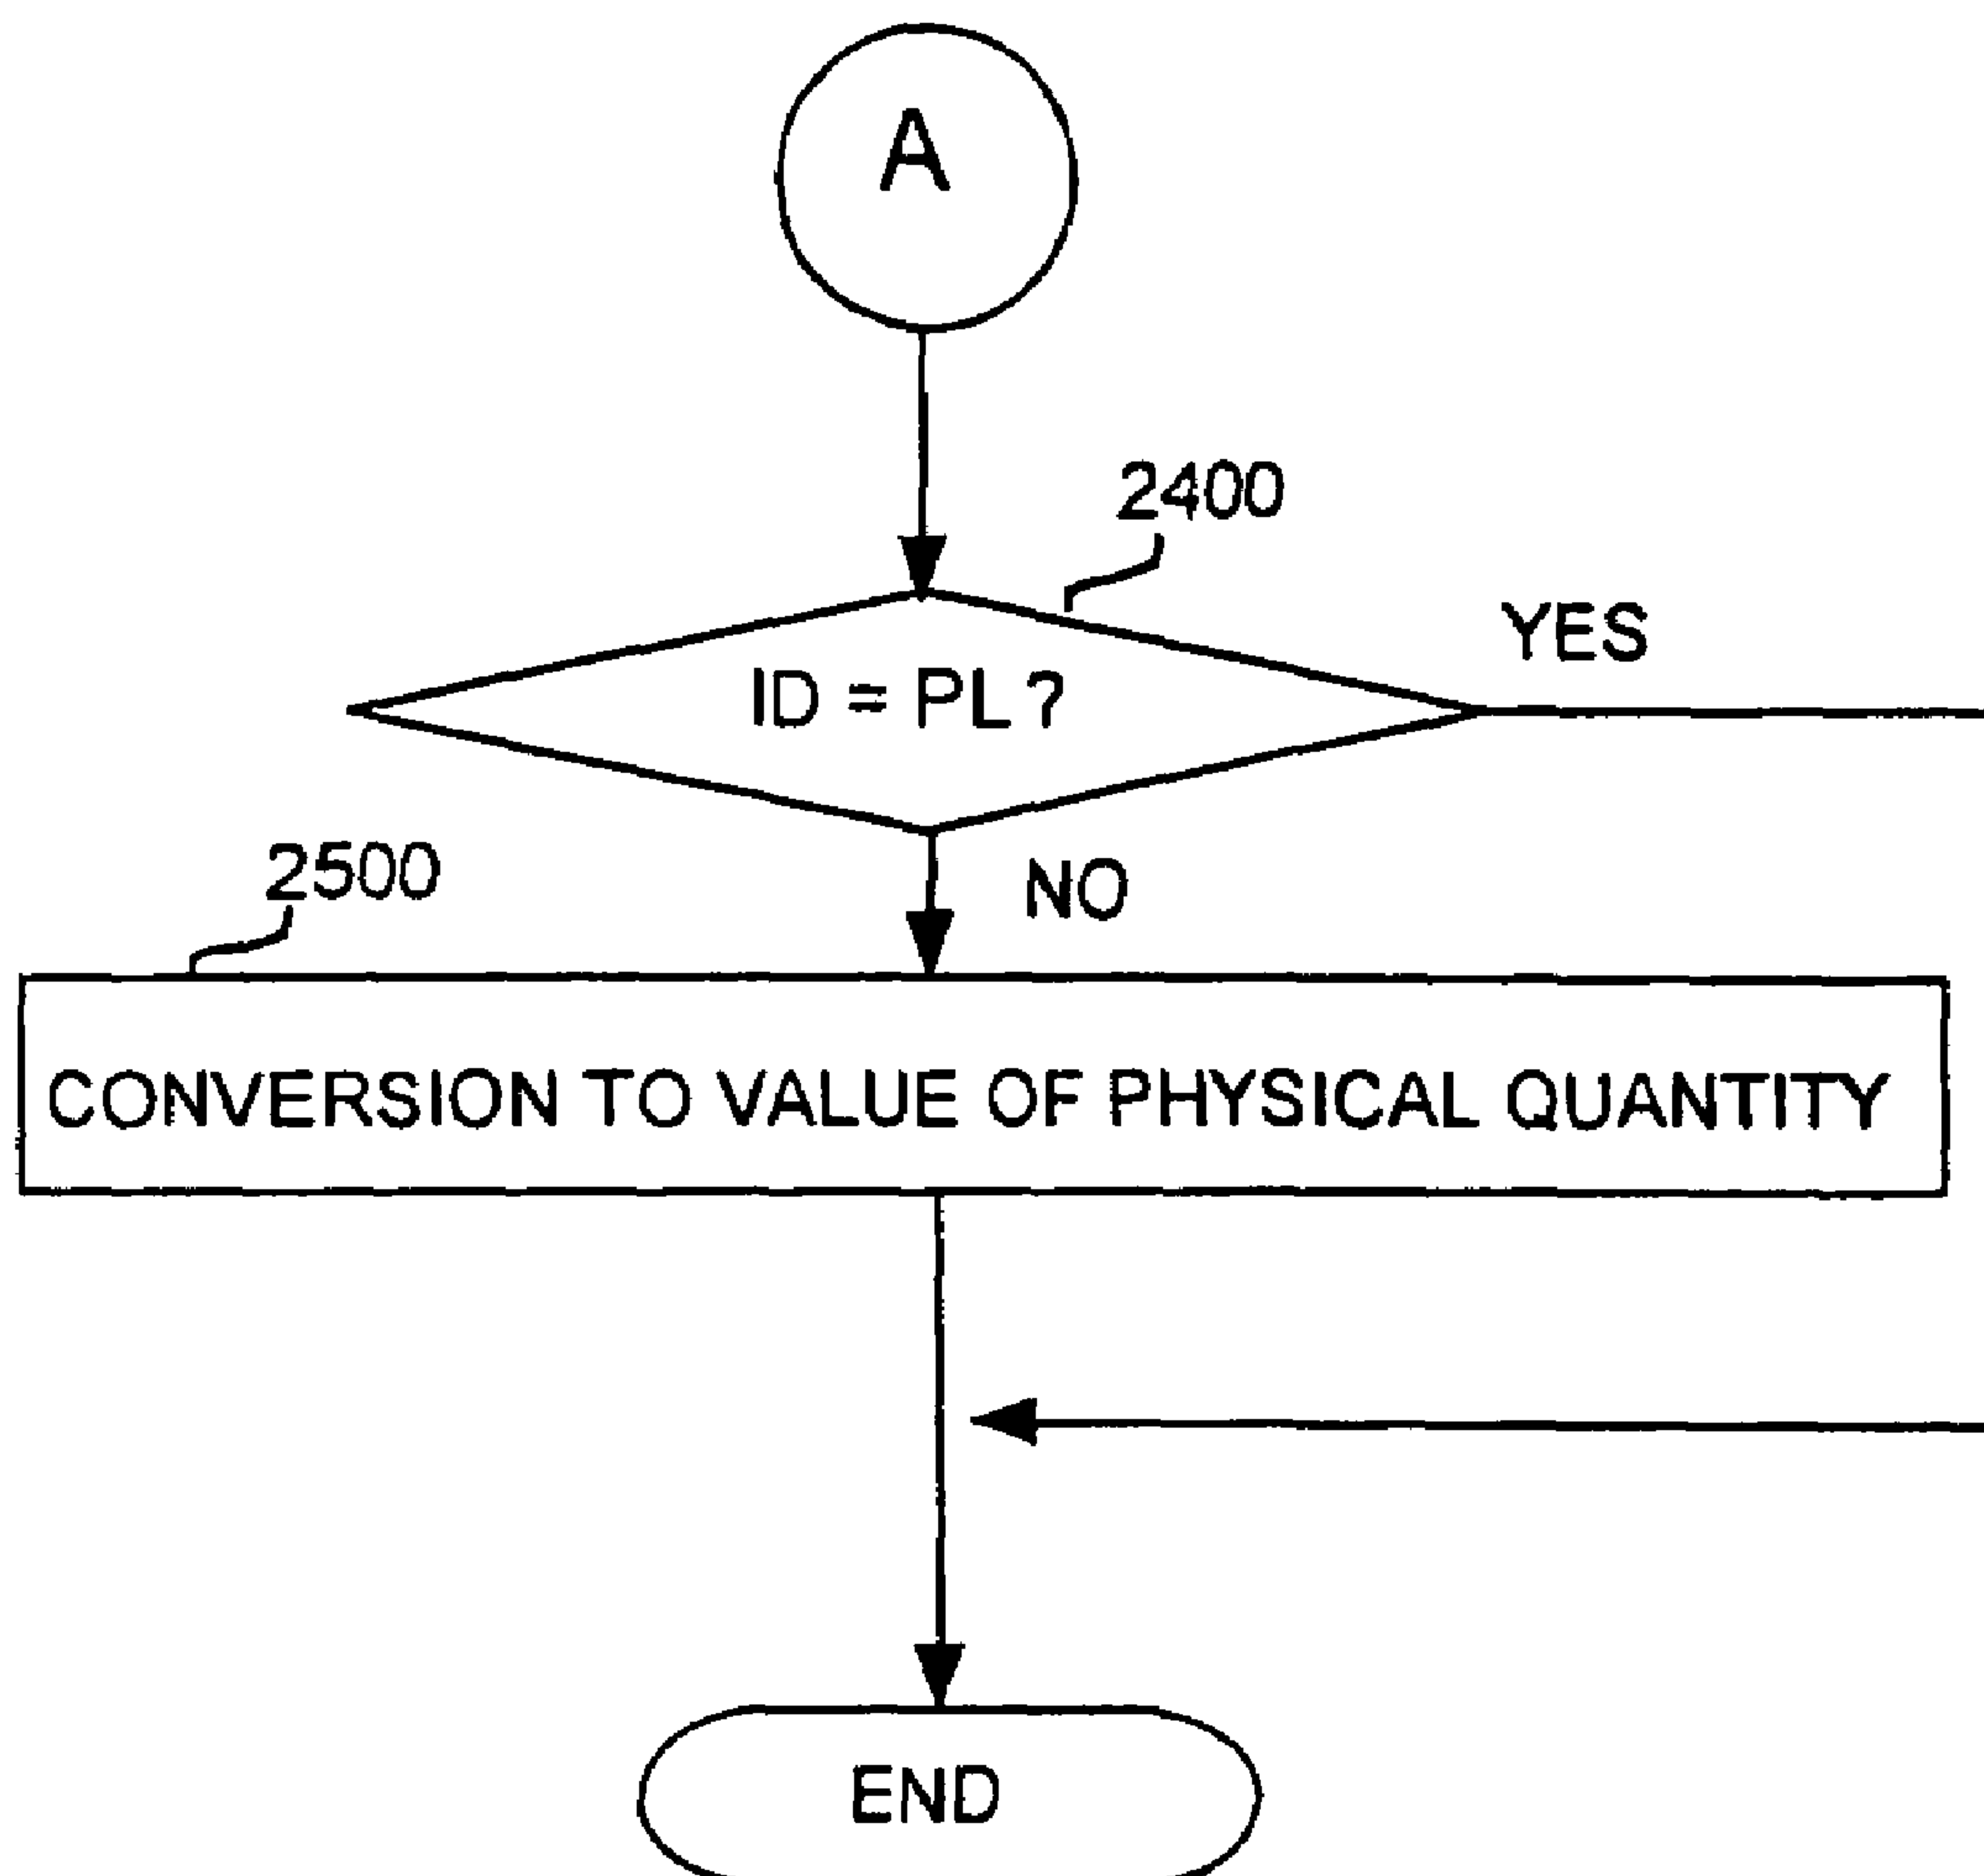 A
2400
YES
ID = PL ?
2500
NO
CONVERSION TO VALUE OF PHYSICAL QUANTITY
END